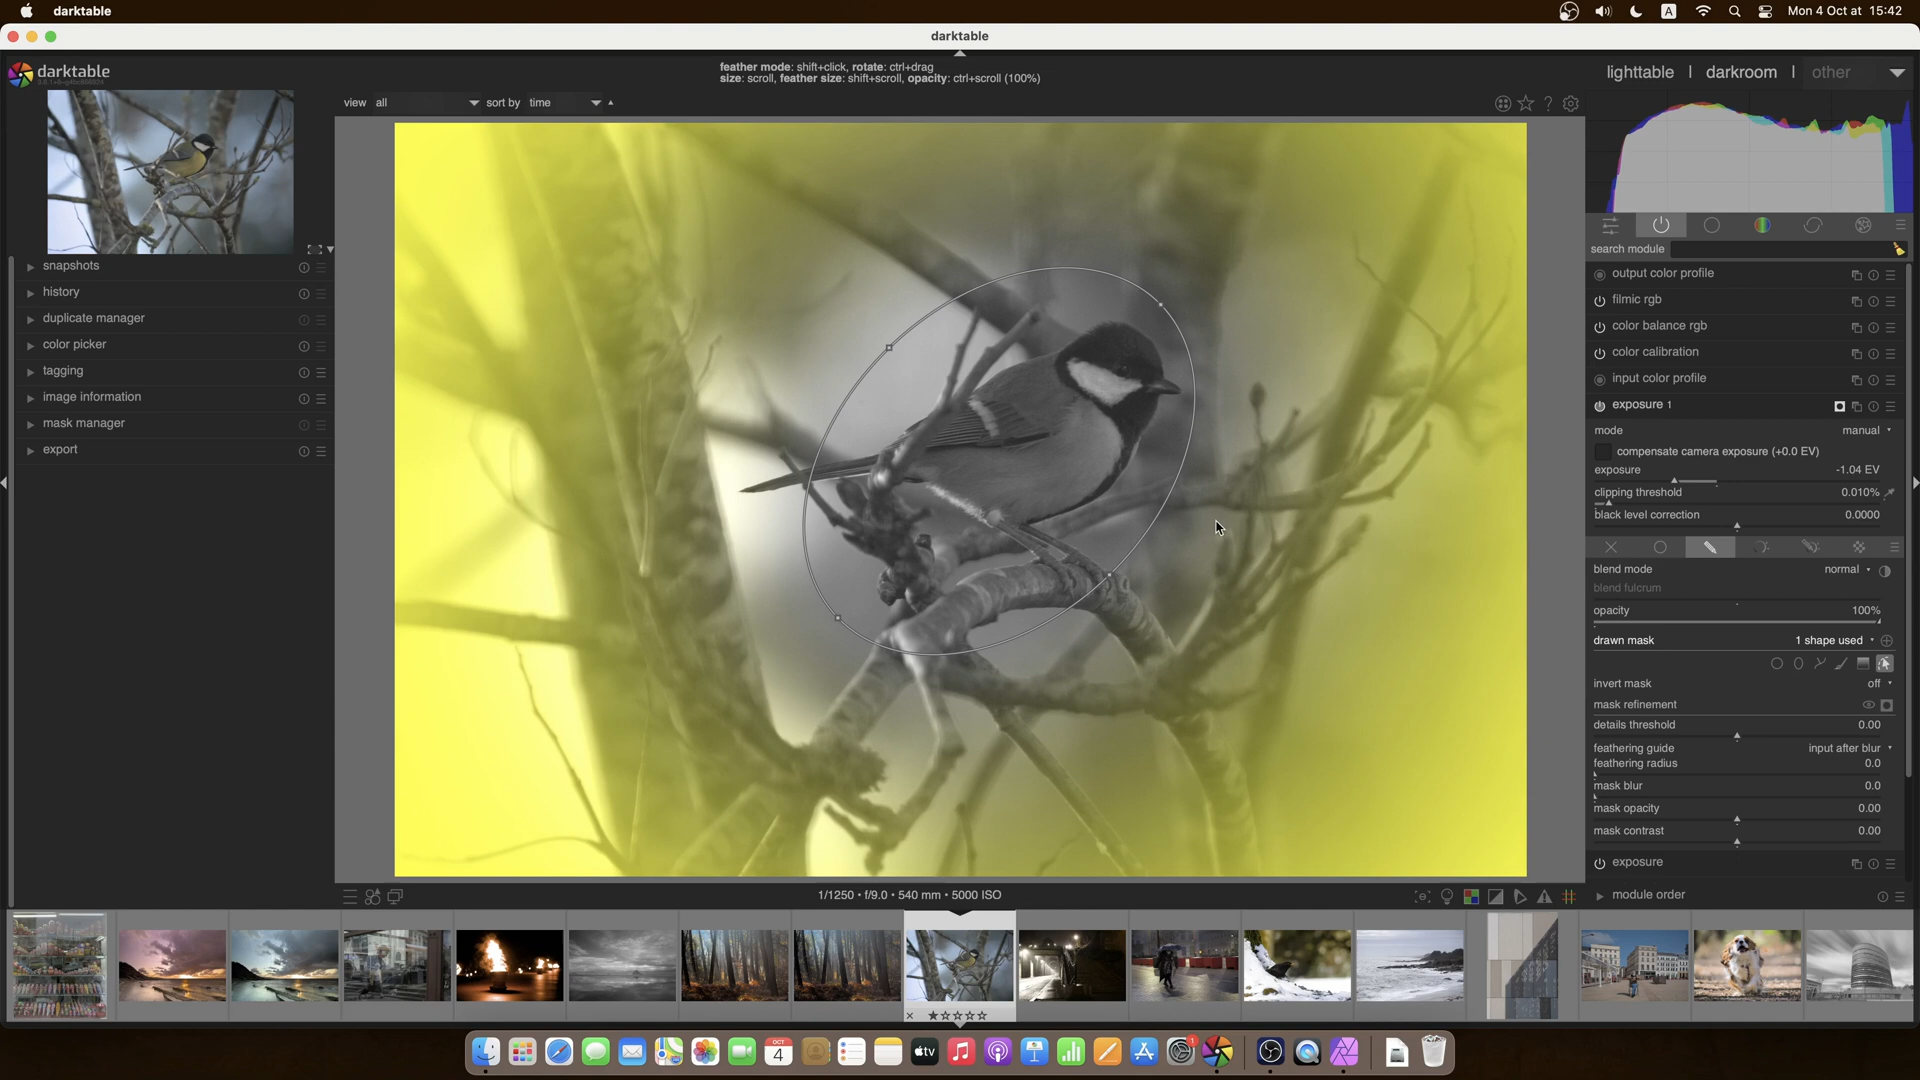 darktable
A
Mon 4 Oct at 15:42
darktable
darktable
feather mode: shift+click, rotate: ctrl+drag
size: scroll, feather size: shift+scroll, opacity: ctrl+scroll (100%)
lighttable | darkroom | other
view all sort by time
?
search module
snapshots
history
duplicate manager
color picker
tagging
image information
mask manager
export
output color profile
filmic rgb
color balance rgb
color calibration
input color profile
exposure 1
mode manual
compensate camera exposure (+0.0 EV)
exposure -1.04 EV
clipping threshold 0.010%
black level correction 0.0000
blend mode normal
blend fulcrum
opacity 100%
drawn mask 1 shape used
invert mask off
mask refinement
details threshold 0.00
feathering guide input after blur
feathering radius 0.0
mask blur 0.0
mask opacity 0.00
mask contrast 0.00
exposure
module order
1/1250 • f/9.0 • 540 mm • 5000 ISO
OCT
4
tv
1